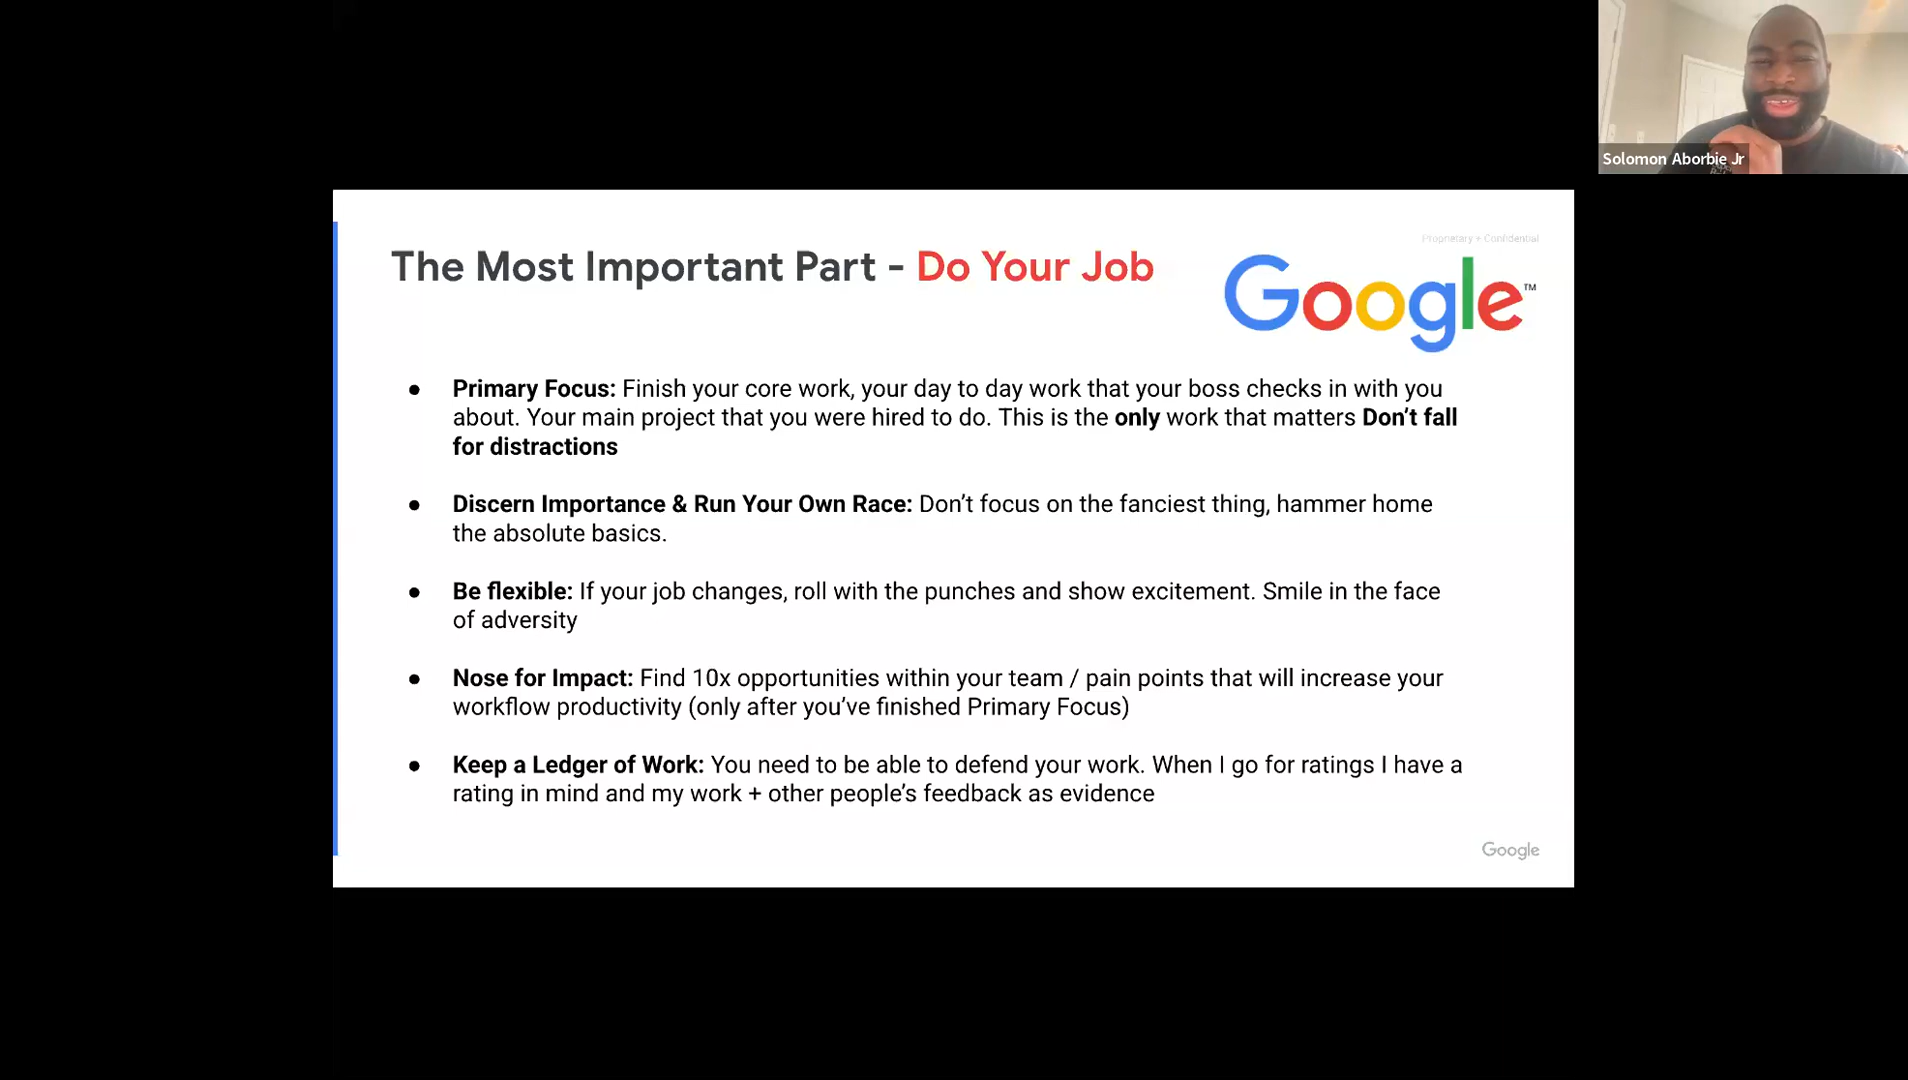 Solomon Aborbie Jr
Proprietary + Confidential
The Most Important Part - Do Your Job
Google™
● Primary Focus: Finish your core work, your day to day work that your boss checks in with you
about. Your main project that you were hired to do. This is the only work that matters Don’t fall
for distractions
● Discern Importance & Run Your Own Race: Don’t focus on the fanciest thing, hammer home
the absolute basics.
● Be flexible: If your job changes, roll with the punches and show excitement. Smile in the face
of adversity
● Nose for Impact: Find 10x opportunities within your team / pain points that will increase your
workflow productivity (only after you’ve finished Primary Focus)
● Keep a Ledger of Work: You need to be able to defend your work. When I go for ratings I have a
rating in mind and my work + other people’s feedback as evidence
Google